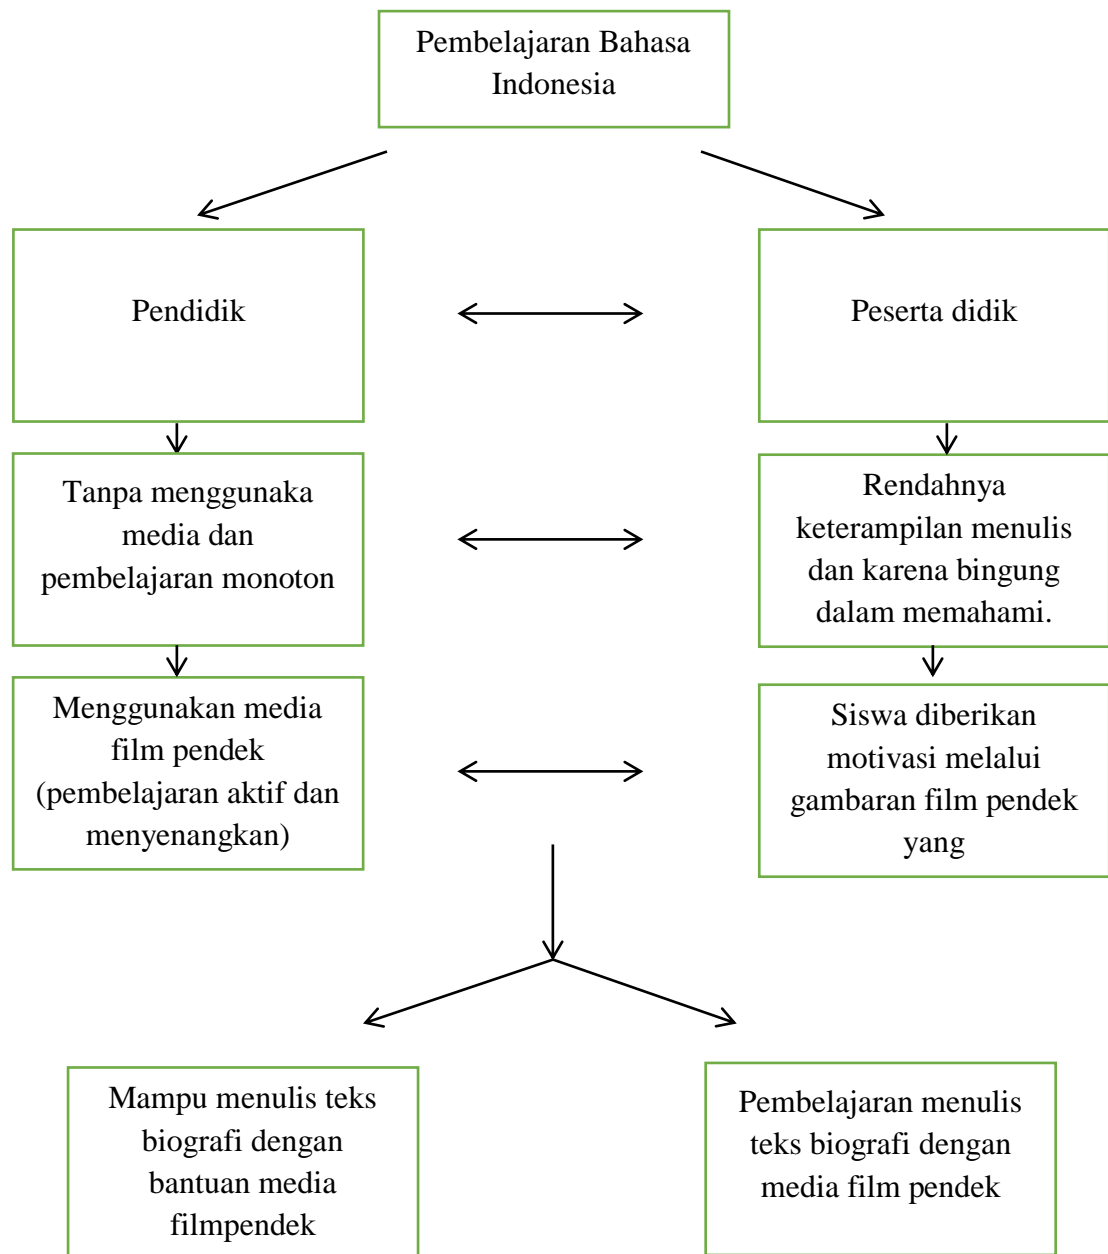 Pembelajaran Bahasa
Indonesia
Pendidik
Peserta didik
Tanpa menggunaka
media dan
pembelajaran monoton
Rendahnya
keterampilan menulis
dan karena bingung
dalam memahami.
Menggunakan media
film pendek
(pembelajaran aktif dan
menyenangkan)
Siswa diberikan
motivasi melalui
gambaran film pendek
yang
Mampu menulis teks
biografi dengan
bantuan media
filmpendek
Pembelajaran menulis
teks biografi dengan
media film pendek